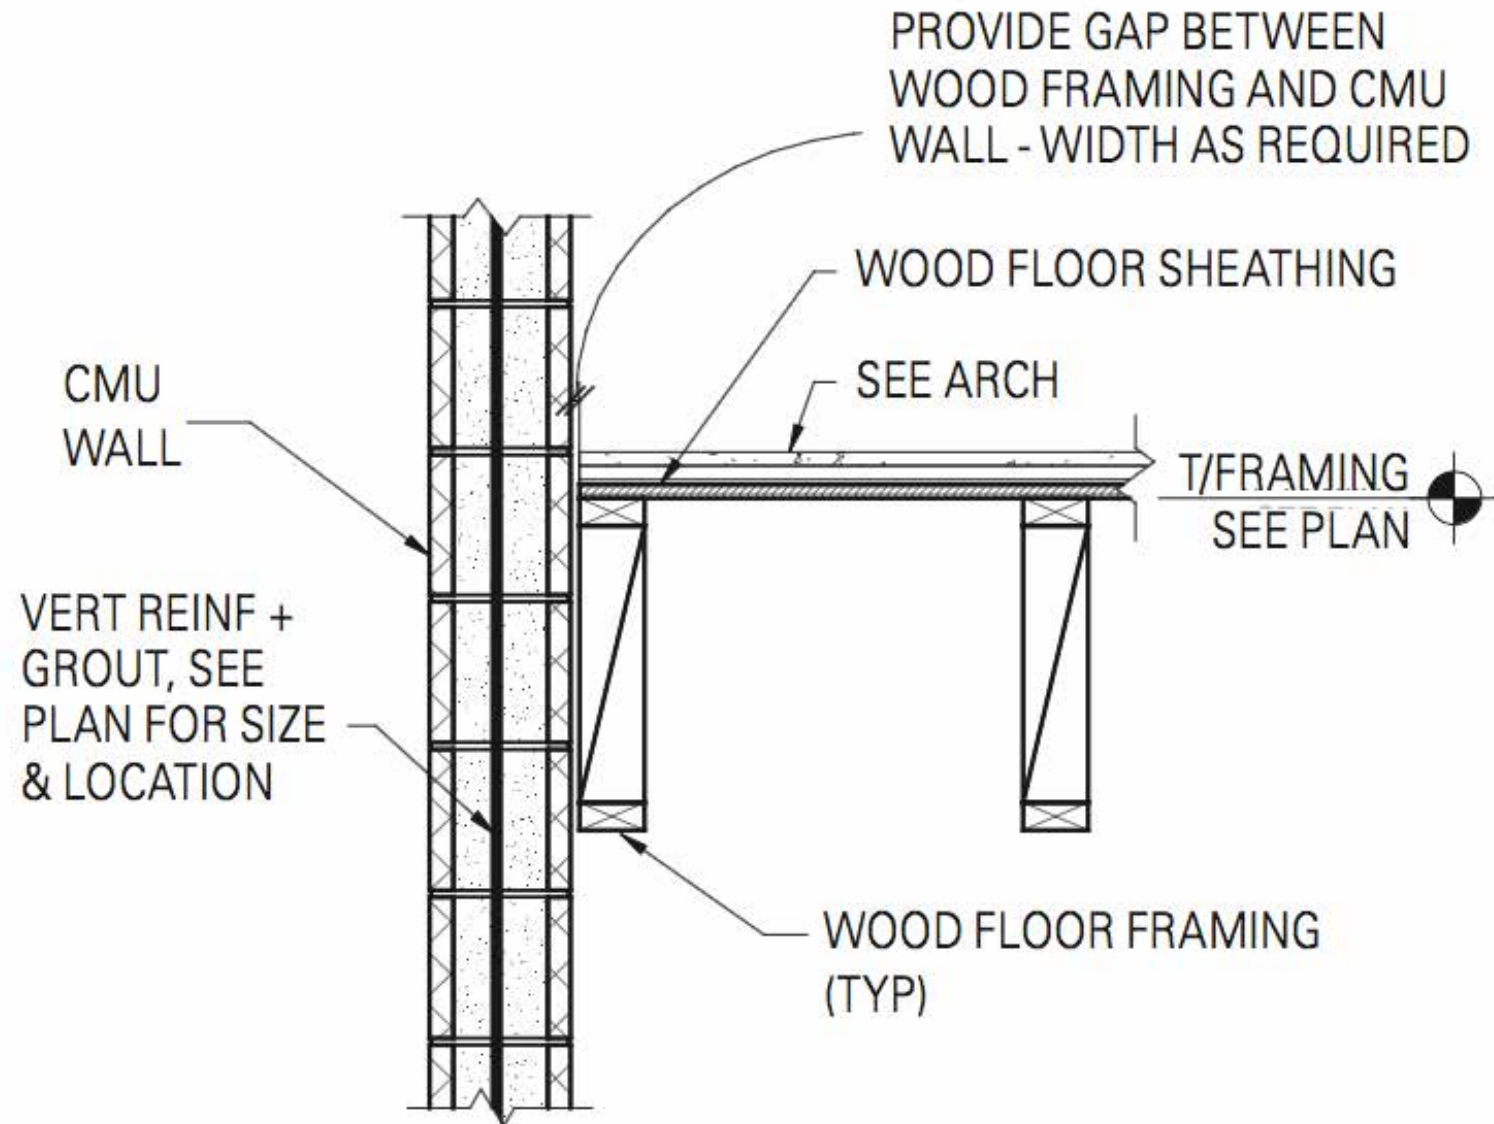 PROVIDE GAP BETWEEN
WOOD FRAMING AND CMU
WALL - WIDTH AS REQUIRED
WOOD FLOOR SHEATHING
SEE ARCH
CMU
WALL
T/FRAMING
SEE PLAN
VERT REINF +
GROUT, SEE
PLAN FOR SIZE
& LOCATION
WOOD FLOOR FRAMING
(TYP)